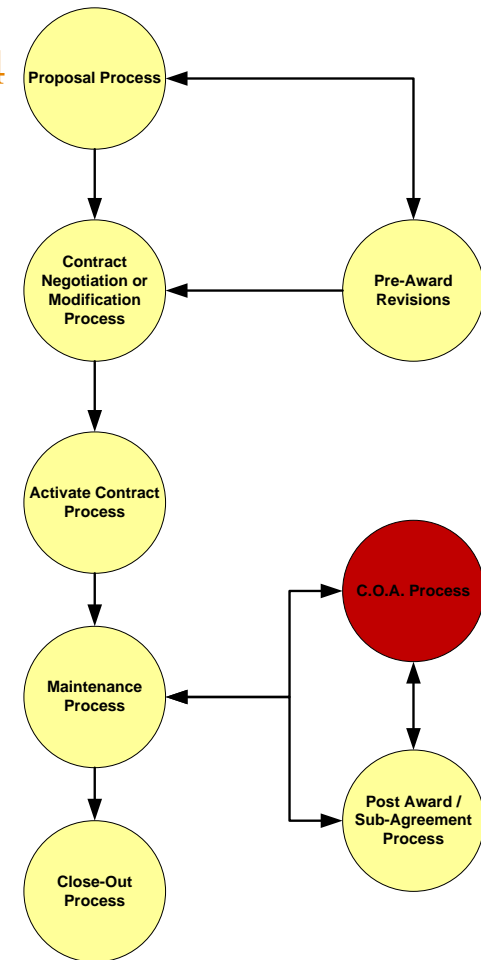 4
Proposal Process
Contract
Negotiation or
Modification
Process
Pre-Award
Revisions
Activate Contract
Process
C.O.A. Process
Maintenance
Process
Post Award /
Sub-Agreement
Process
Close-Out
Process